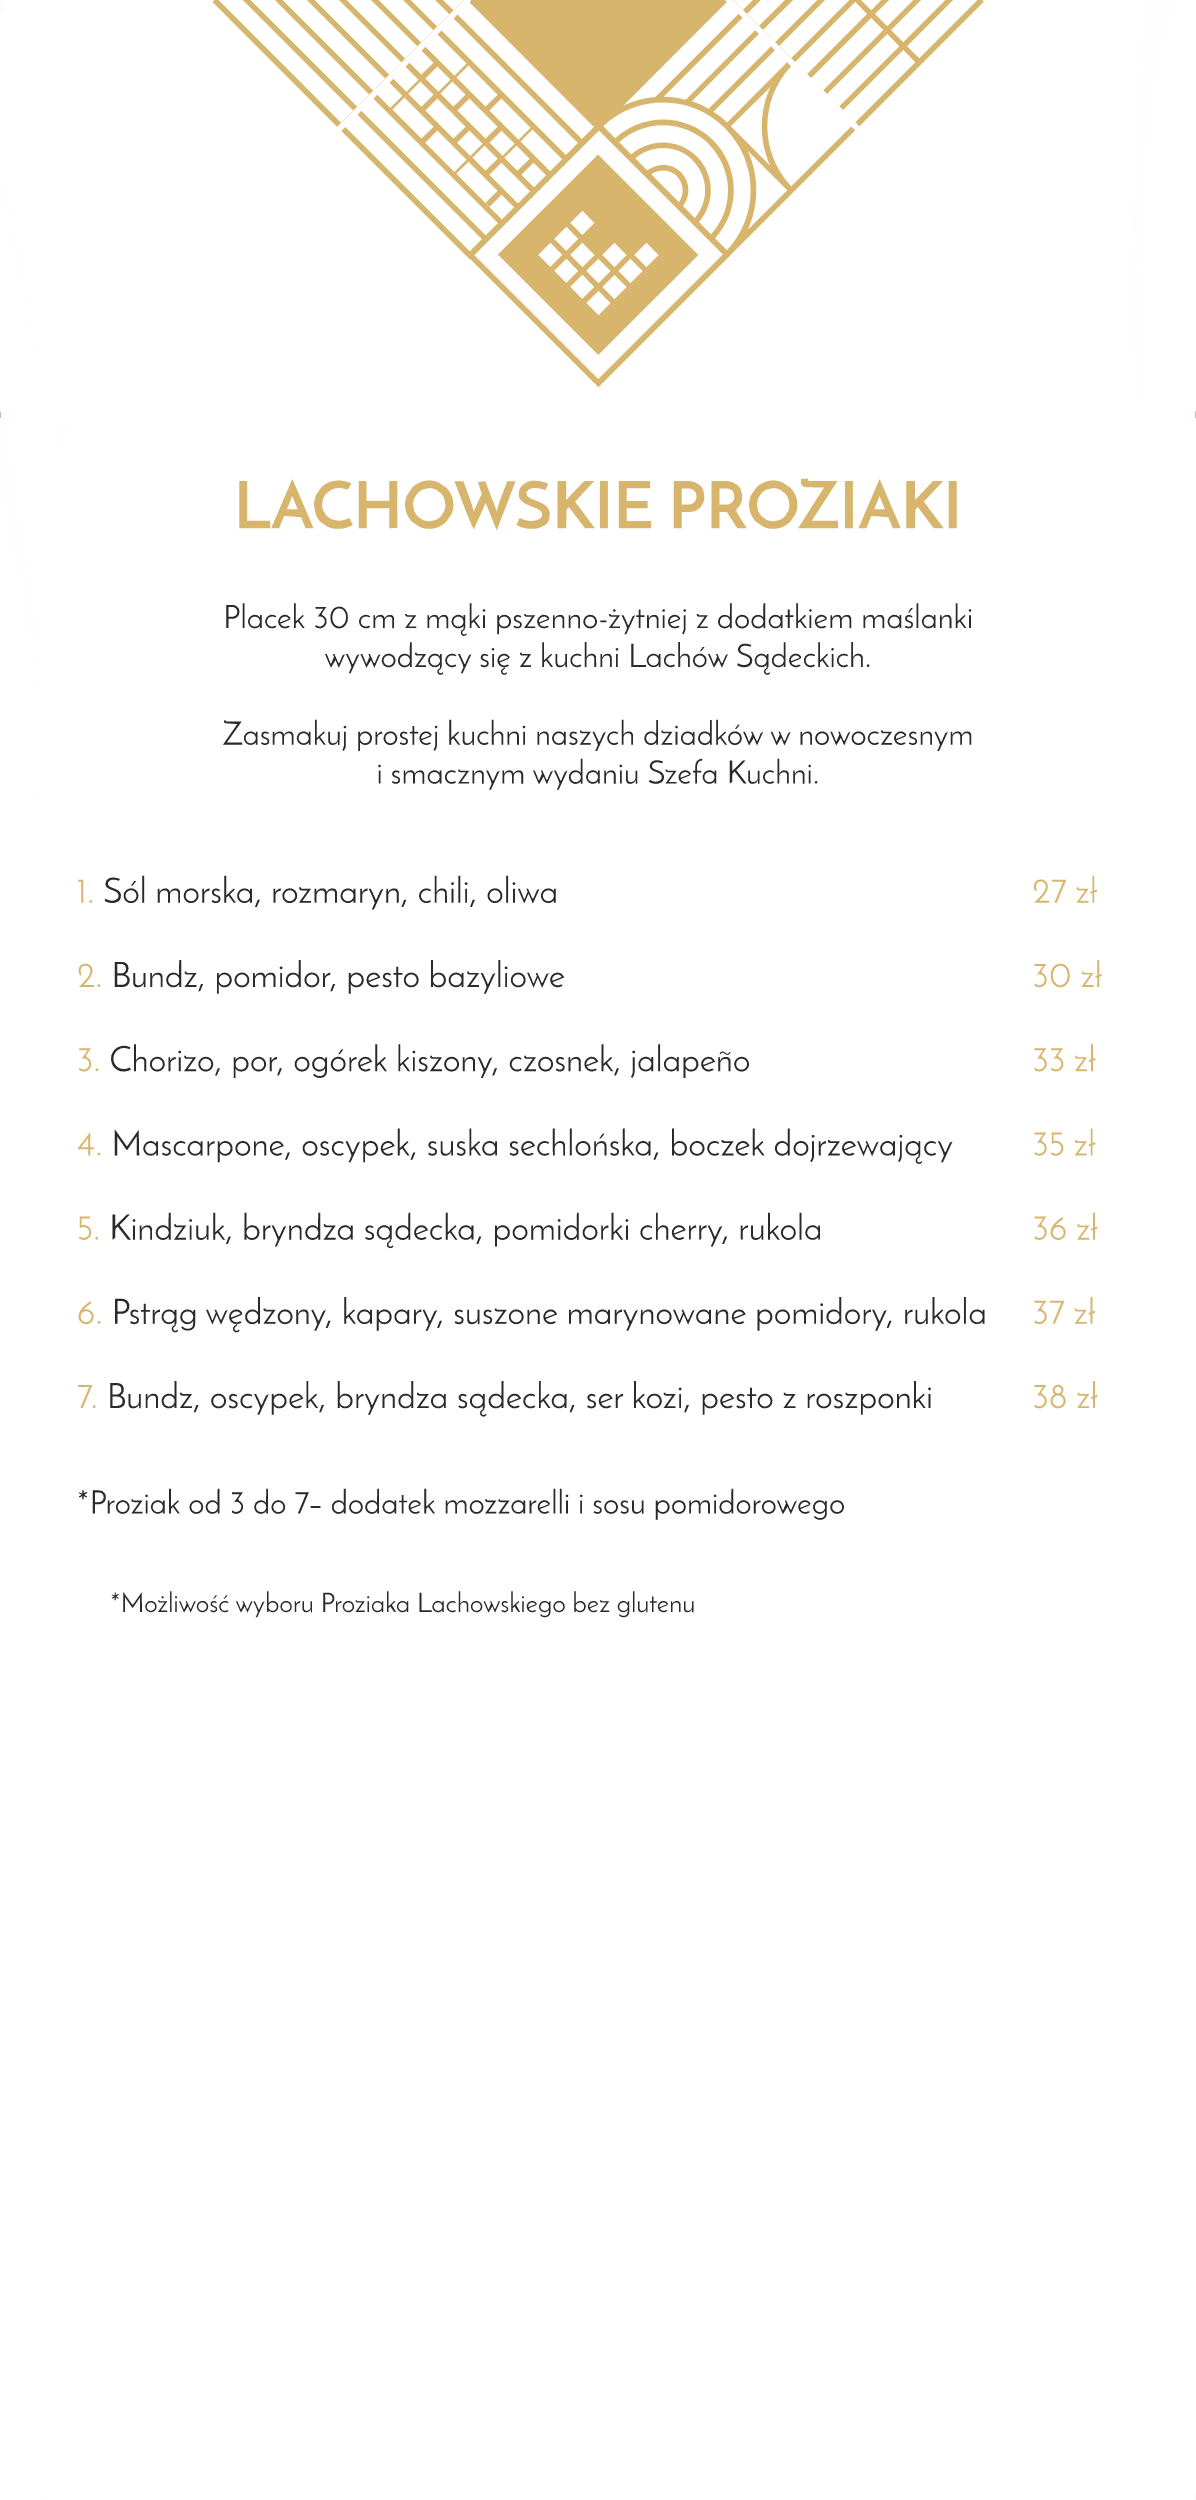 LACHOWSKIE PROZIAKI
Placek 30 cm z mąki pszenno-żytniej z dodatkiem maślanki
wywodzący się z kuchni Lachów Sądeckich.
Zasmakuj prostej kuchni naszych dziadków w nowoczesnym
i smacznym wydaniu Szefa Kuchni.
1. Sól morska, rozmaryn, chili, oliwa 27 zł
2. Bundz, pomidor, pesto bazyliowe 30 zł
3. Chorizo, por, ogórek kiszony, czosnek, jalapeño 33 zł
4. Mascarpone, oscypek, suska sechlońska, boczek dojrzewający 35 zł
5. Kindziuk, bryndza sądecka, pomidorki cherry, rukola 36 zł
6. Pstrąg wędzony, kapary, suszone marynowane pomidory, rukola 37 zł
7. Bundz, oscypek, bryndza sądecka, ser kozi, pesto z roszponki 38 zł
*Proziak od 3 do 7– dodatek mozzarelli i sosu pomidorowego
*Możliwość wyboru Proziaka Lachowskiego bez glutenu